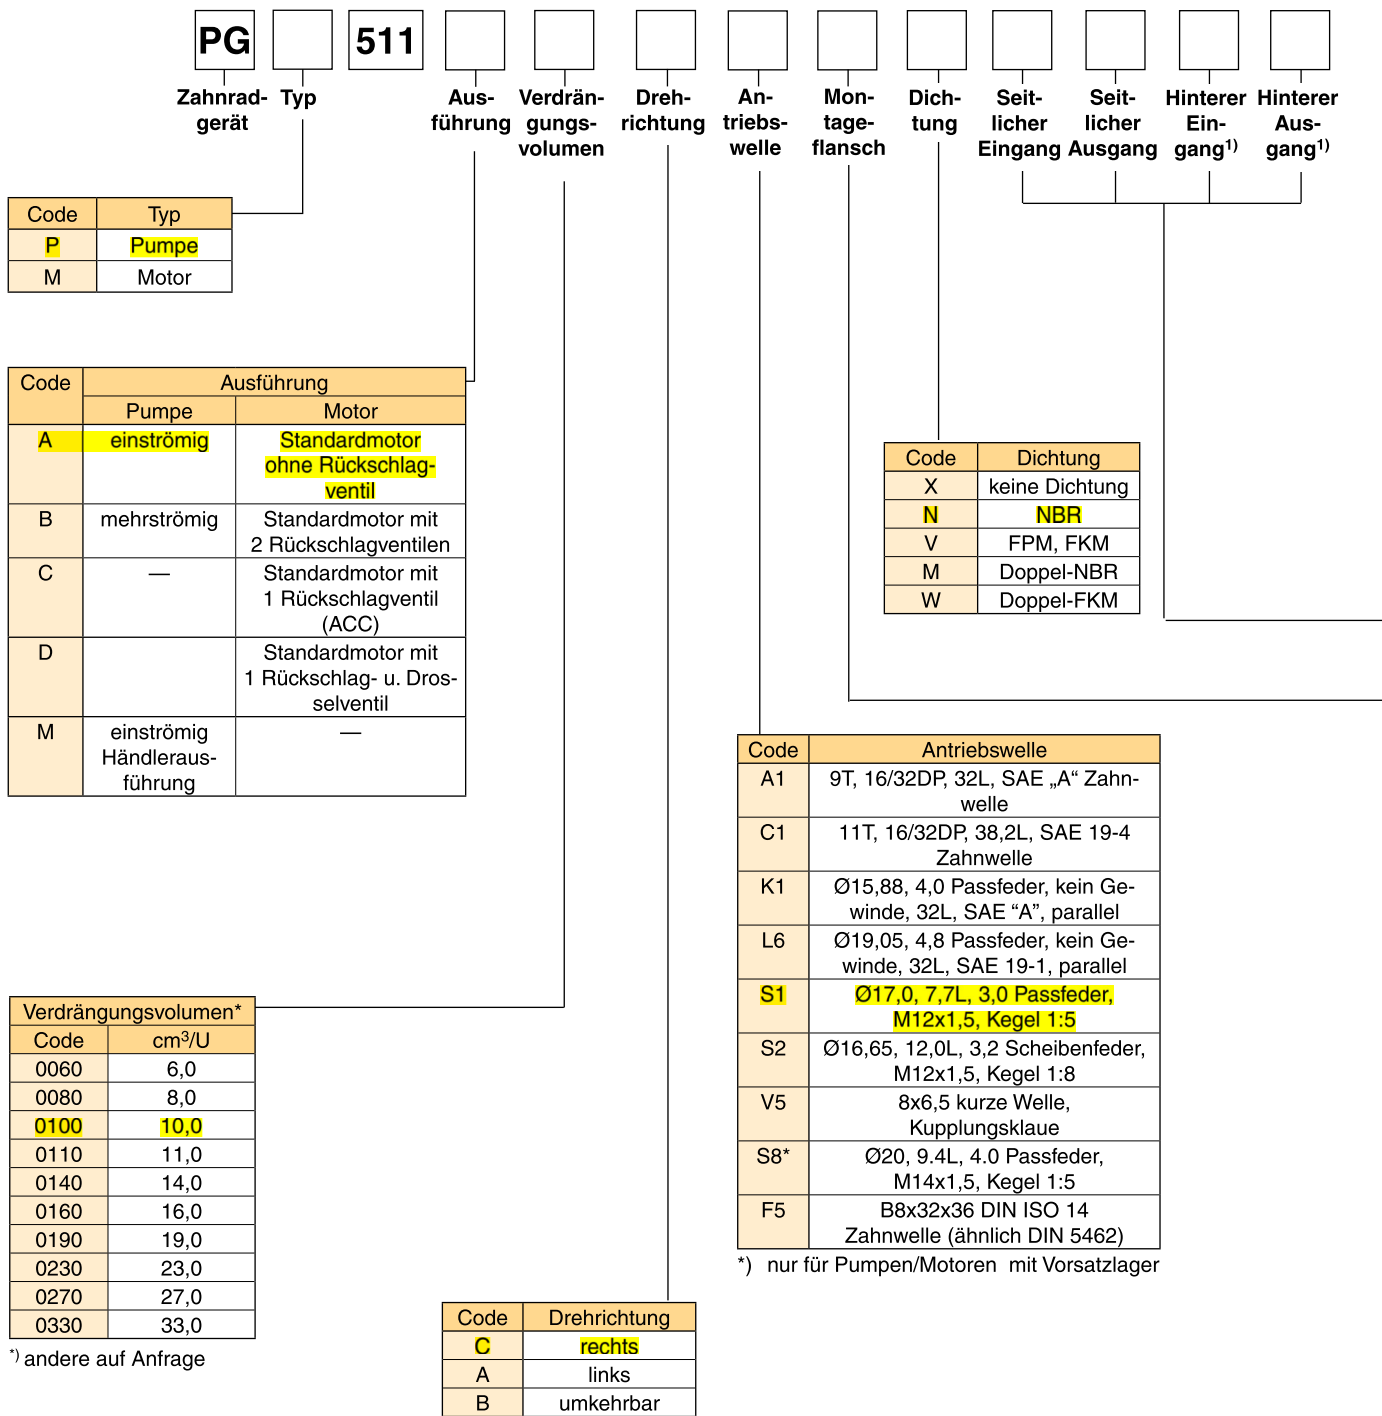 PG 511
Zahnrad- Typ Aus- Verdrän- Dreh- An- Mon- Dich- Seit- Seit- Hinterer Hinterer
gerät führung gungs- richtung triebs- tage- tung licher licher Ein- Aus-
volumen welle flansch Eingang Ausgang gang1) gang1)
Code Typ
P Pumpe
M Motor
Code Ausführung
Pumpe Motor
A einströmig Standardmotor
ohne Rückschlag-
ventil
B mehrströmig Standardmotor mit
2 Rückschlagventilen
C — Standardmotor mit
1 Rückschlagventil
(ACC)
D Standardmotor mit
1 Rückschlag- u. Dros-
selventil
M einströmig —
Händleraus-
führung
Code Dichtung
X keine Dichtung
N NBR
V FPM, FKM
M Doppel-NBR
W Doppel-FKM
Code Antriebswelle
A1 9T, 16/32DP, 32L, SAE „A“ Zahn-
welle
C1 11T, 16/32DP, 38,2L, SAE 19-4
Zahnwelle
K1 Ø15,88, 4,0 Passfeder, kein Ge-
winde, 32L, SAE “A”, parallel
L6 Ø19,05, 4,8 Passfeder, kein Ge-
winde, 32L, SAE 19-1, parallel
S1 Ø17,0, 7,7L, 3,0 Passfeder,
M12x1,5, Kegel 1:5
S2 Ø16,65, 12,0L, 3,2 Scheibenfeder,
M12x1,5, Kegel 1:8
V5 8x6,5 kurze Welle,
Kupplungsklaue
S8* Ø20, 9.4L, 4.0 Passfeder,
M14x1,5, Kegel 1:5
F5 B8x32x36 DIN ISO 14
Zahnwelle (ähnlich DIN 5462)
*) nur für Pumpen/Motoren mit Vorsatzlager
Verdrängungsvolumen*
Code cm³/U
0060 6,0
0080 8,0
0100 10,0
0110 11,0
0140 14,0
0160 16,0
0190 19,0
0230 23,0
0270 27,0
0330 33,0
*) andere auf Anfrage
Code Drehrichtung
C rechts
A links
B umkehrbar